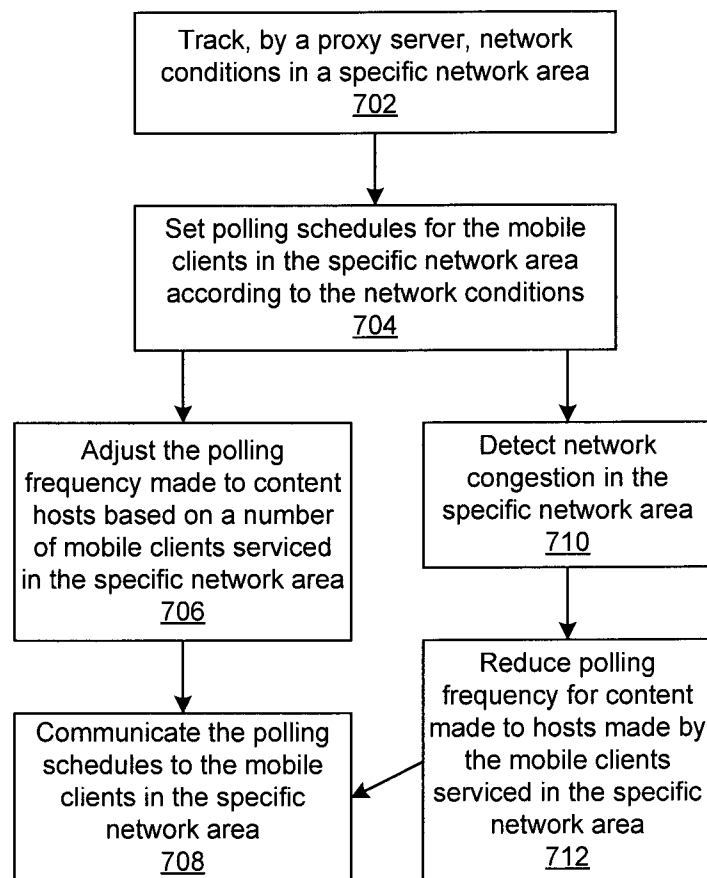 Track, by a proxy server, network
conditions in a specific network area
702
Set polling schedules for the mobile
clients in the specific network area
according to the network conditions
704
Adjust the polling
frequency made to content
hosts based on a number
of mobile clients serviced
in the specific network area
706
Detect network
congestion in the
specific network area
710
Communicate the polling
schedules to the mobile
clients in the specific
network area
708
Reduce polling
frequency for content
made to hosts made by
the mobile clients
serviced in the specific
network area
712